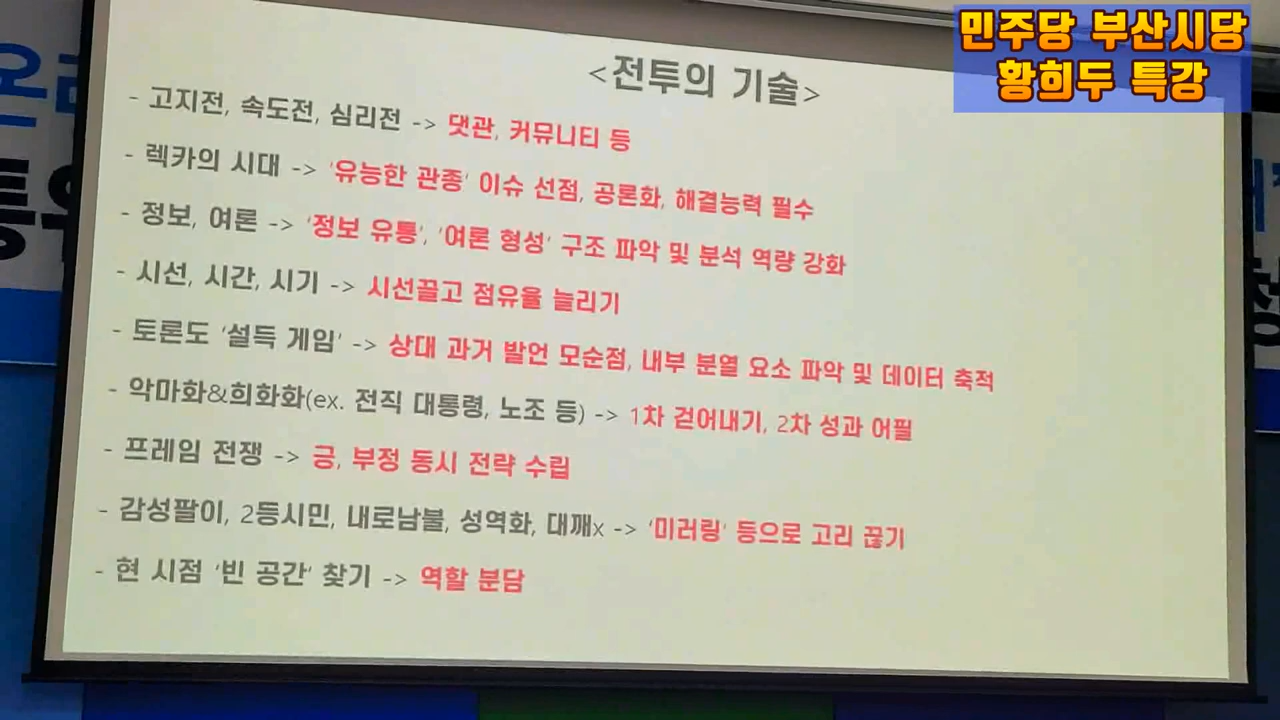 민주당 부산시당
황희두 특강
<전투의 기술>
- 고지전, 속도전, 심리전 -> 댓관, 커뮤니티 등
- 렉카의 시대 -> '유능한 관종' 이슈 선점, 공론화, 해결능력 필수
- 정보, 여론 -> '정보 유통', '여론 형성' 구조 파악 및 분석 역량 강화
- 시선, 시간, 시기 -> 시선끌고 점유율 늘리기
- 토론도 '설득 게임' -> 상대 과거 발언 모순점, 내부 분열 요소 파악 및 데이터 축적
- 악마화&희화화(ex. 전직 대통령, 노조 등) -> 1차 걷어내기, 2차 성과 어필
- 프레임 전쟁 -> 긍, 부정 동시 전략 수립
- 감성팔이, 2등시민, 내로남불, 성역화, 대깨x -> '미러링' 등으로 고리 끊기
- 현 시점 '빈 공간' 찾기 -> 역할 분담